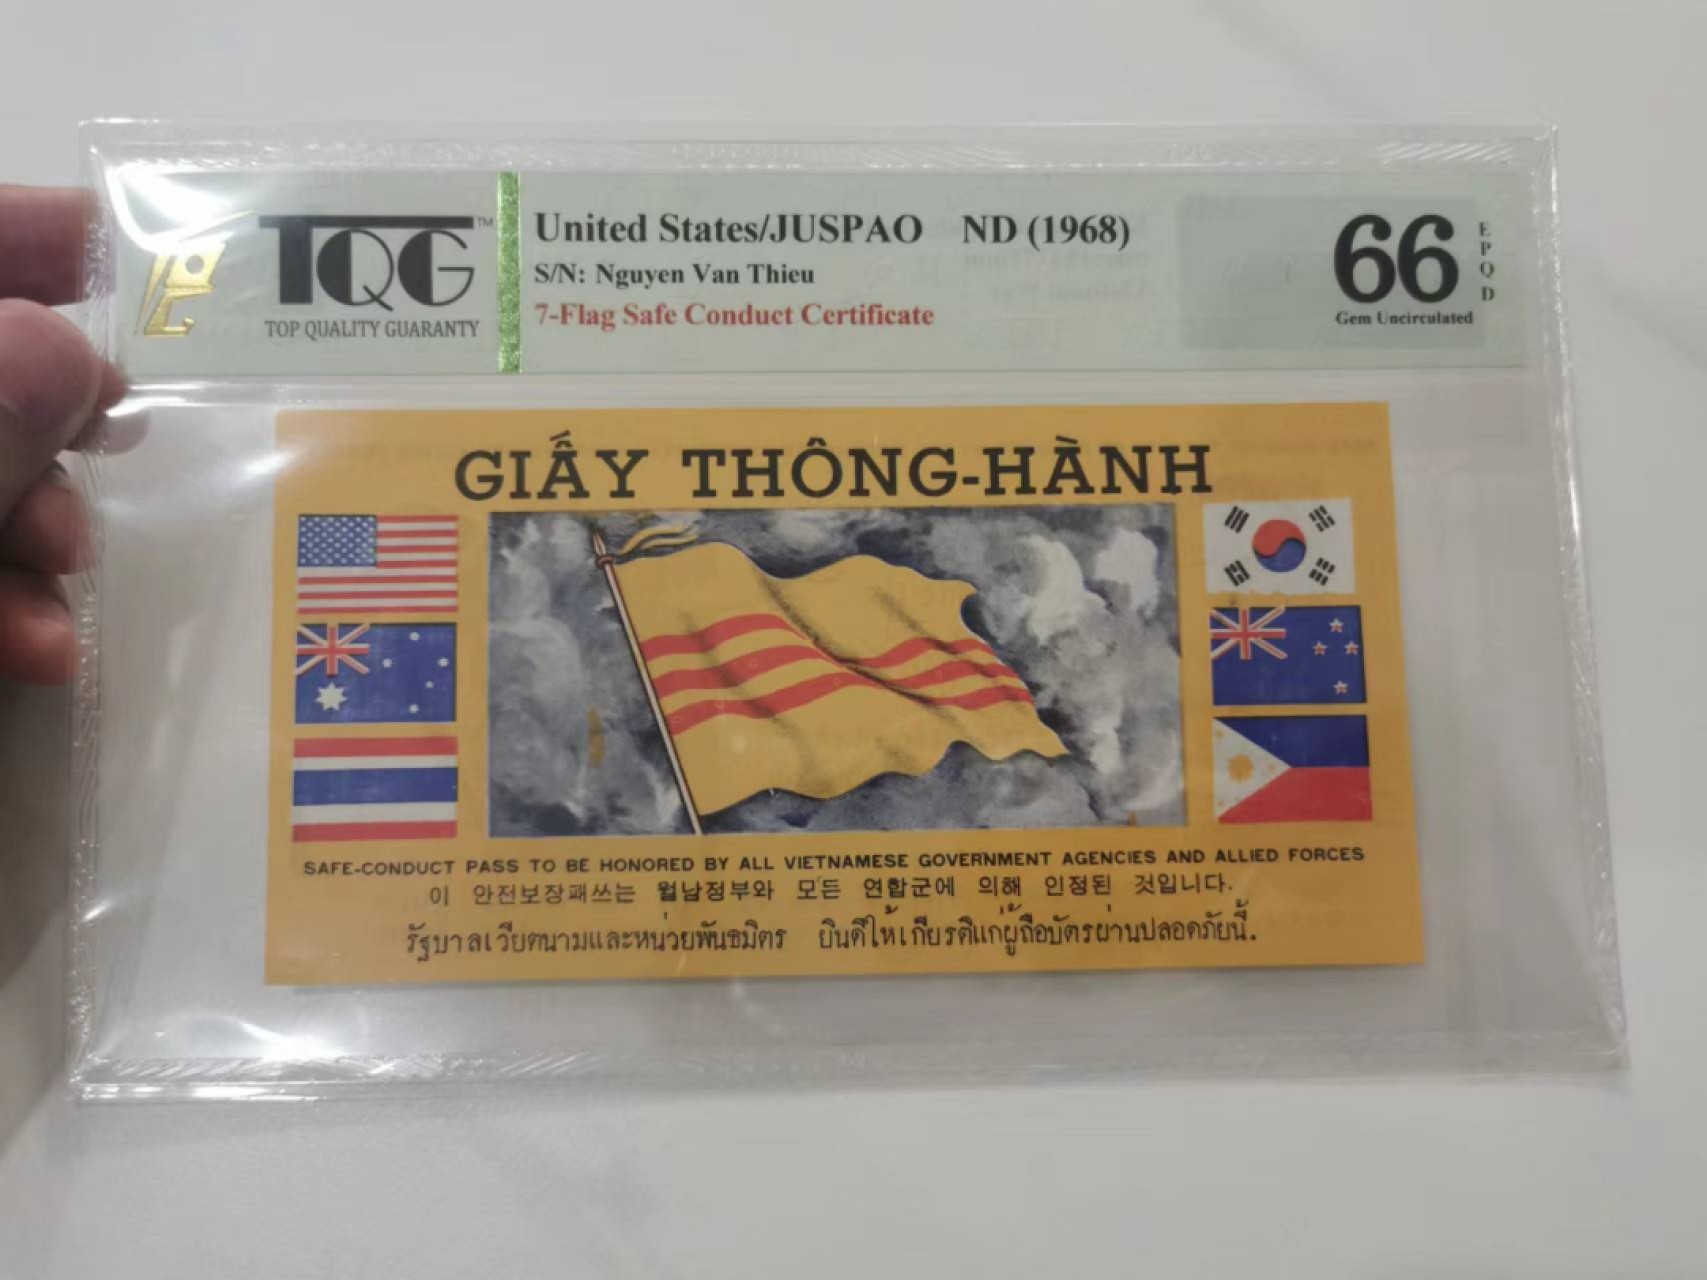 TQG™
TOP QUALITY GUARANTY
United States/JUSPAO ND (1968)
S/N: Nguyen Van Thieu
7-Flag Safe Conduct Certificate
66
EPQD
Gem Uncirculated
GIẤY THÔNG-HÀNH
SAFE-CONDUCT PASS TO BE HONORED BY ALL VIETNAMESE GOVERNMENT AGENCIES AND ALLIED FORCES
이 안전보장패쓰는 월남정부와 모든 연합군에 의해 인정된 것입니다.
รัฐบาลเวียตนามและหน่วยพันธมิตร ยินดีให้เกียรติแก่ผู้ถือบัตรผ่านปลอดภัยนี้.